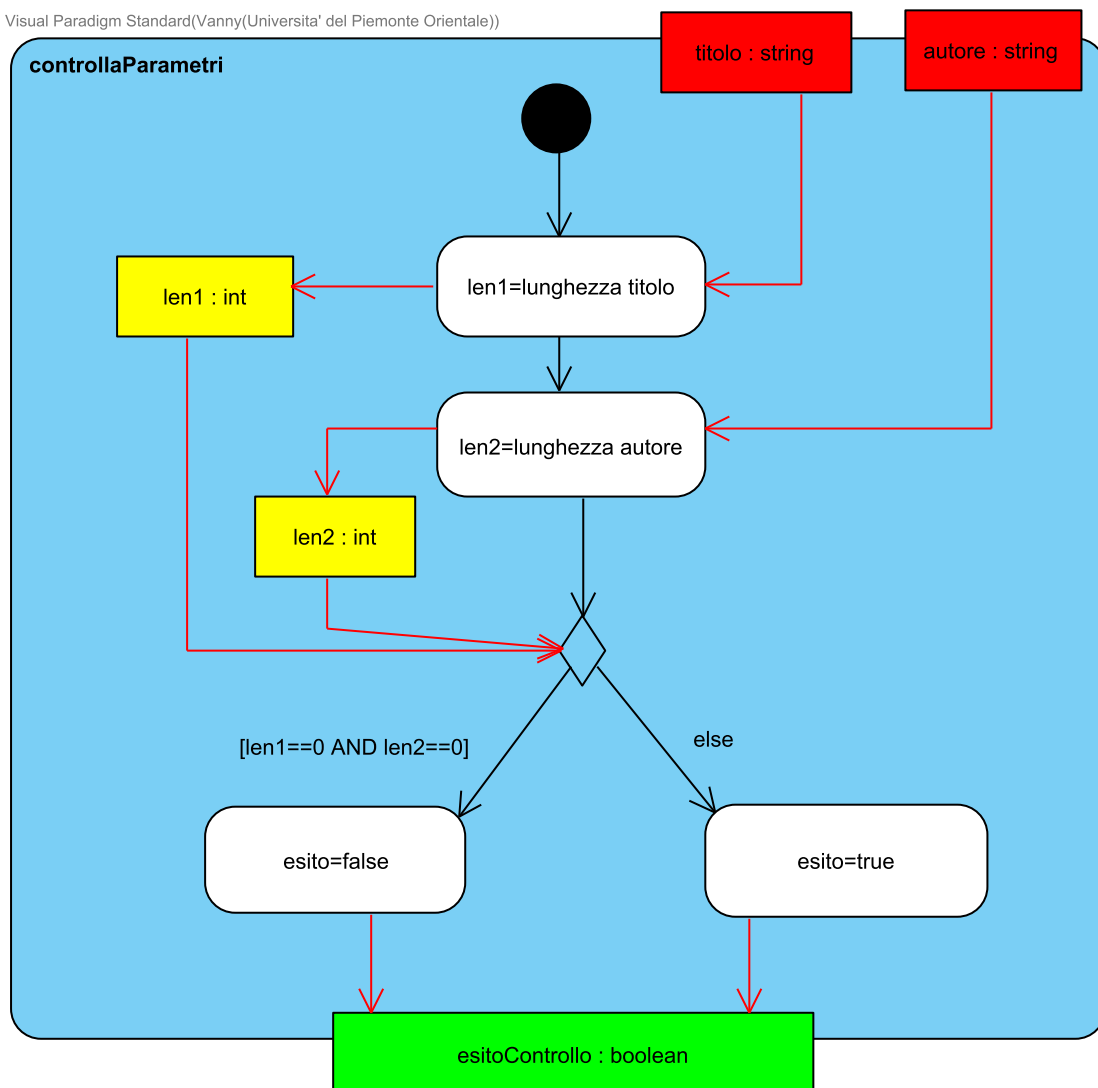 Visual Paradigm Standard(Vanny(Universita' del Piemonte Orientale))
controllaParametri
titolo : string
autore : string
len1=lunghezza titolo
len1 : int
len2=lunghezza autore
len2 : int
[len1==0 AND len2==0]
else
esito=false
esito=true
esitoControllo : boolean